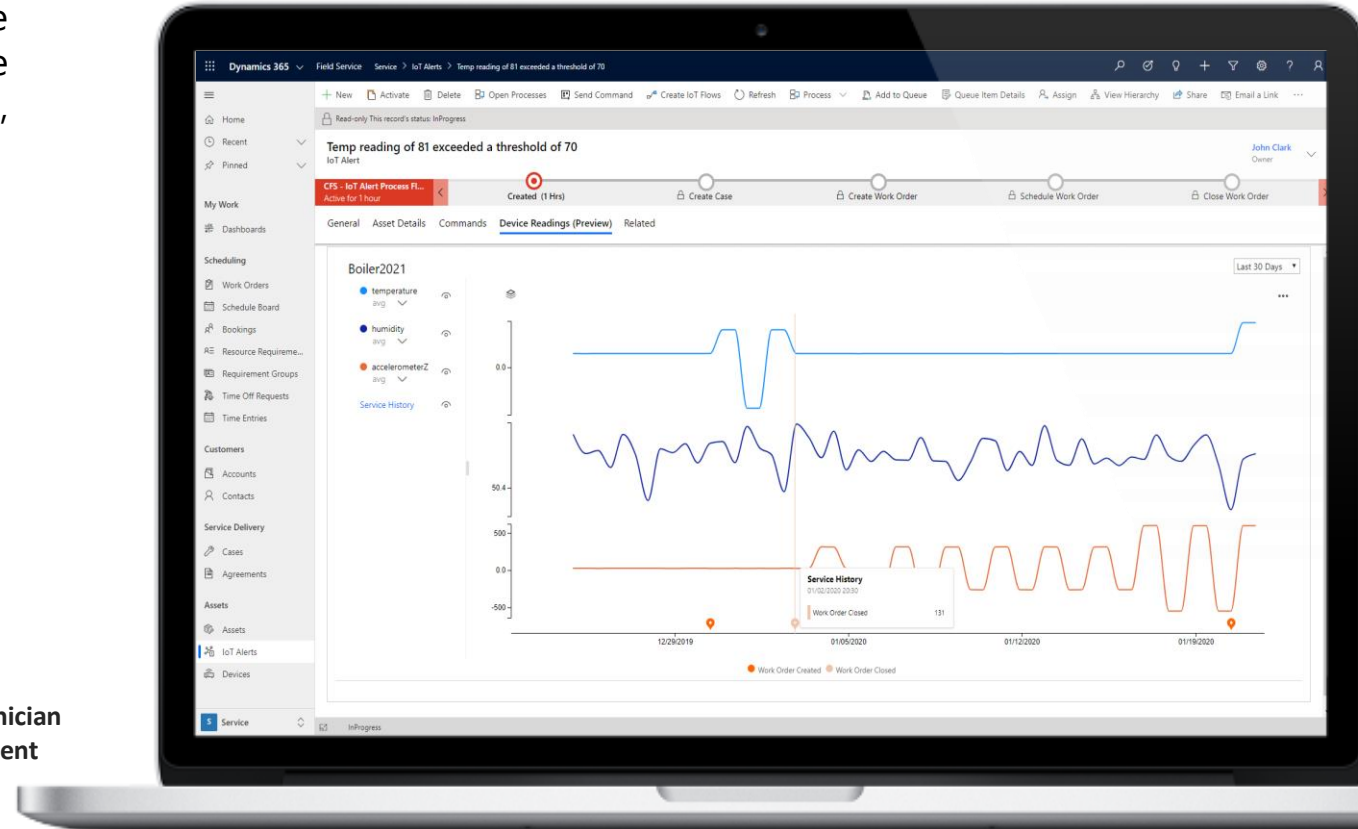 e
e
,
nician
ent
Dynamics 365 Field Service Service > IoT Alerts > Temp reading of 81 exceeded a threshold of 70
New Activate Delete Open Processes Send Command Create IoT Flows Refresh Process Add to Queue Queue Item Details Assign View Hierarchy Share Email a Link ...
Read-only This record's status: InProgress
Home
Recent
Pinned
My Work
Dashboards
Scheduling
Work Orders
Schedule Board
Bookings
Resource Requireme...
Requirement Groups
Time Off Requests
Time Entries
Customers
Accounts
Contacts
Service Delivery
Cases
Agreements
Assets
Assets
IoT Alerts
Devices
S Service
Temp reading of 81 exceeded a threshold of 70
IoT Alert
John Clark
Owner
CFS - IoT Alert Process Fl...
Active for 1 hour
Created (1 Hrs) Create Case Create Work Order Schedule Work Order Close Work Order
General Asset Details Commands Device Readings (Preview) Related
Boiler2021
Last 30 Days
temperature
avg
humidity
avg
accelerometerZ
avg
Service History
0.0
50.4
500
0.0
-500
Service History
01/02/2020 20:30
Work Order Closed 131
12/29/2019 01/05/2020 01/12/2020 01/19/2020
Work Order Created Work Order Closed
InProgress